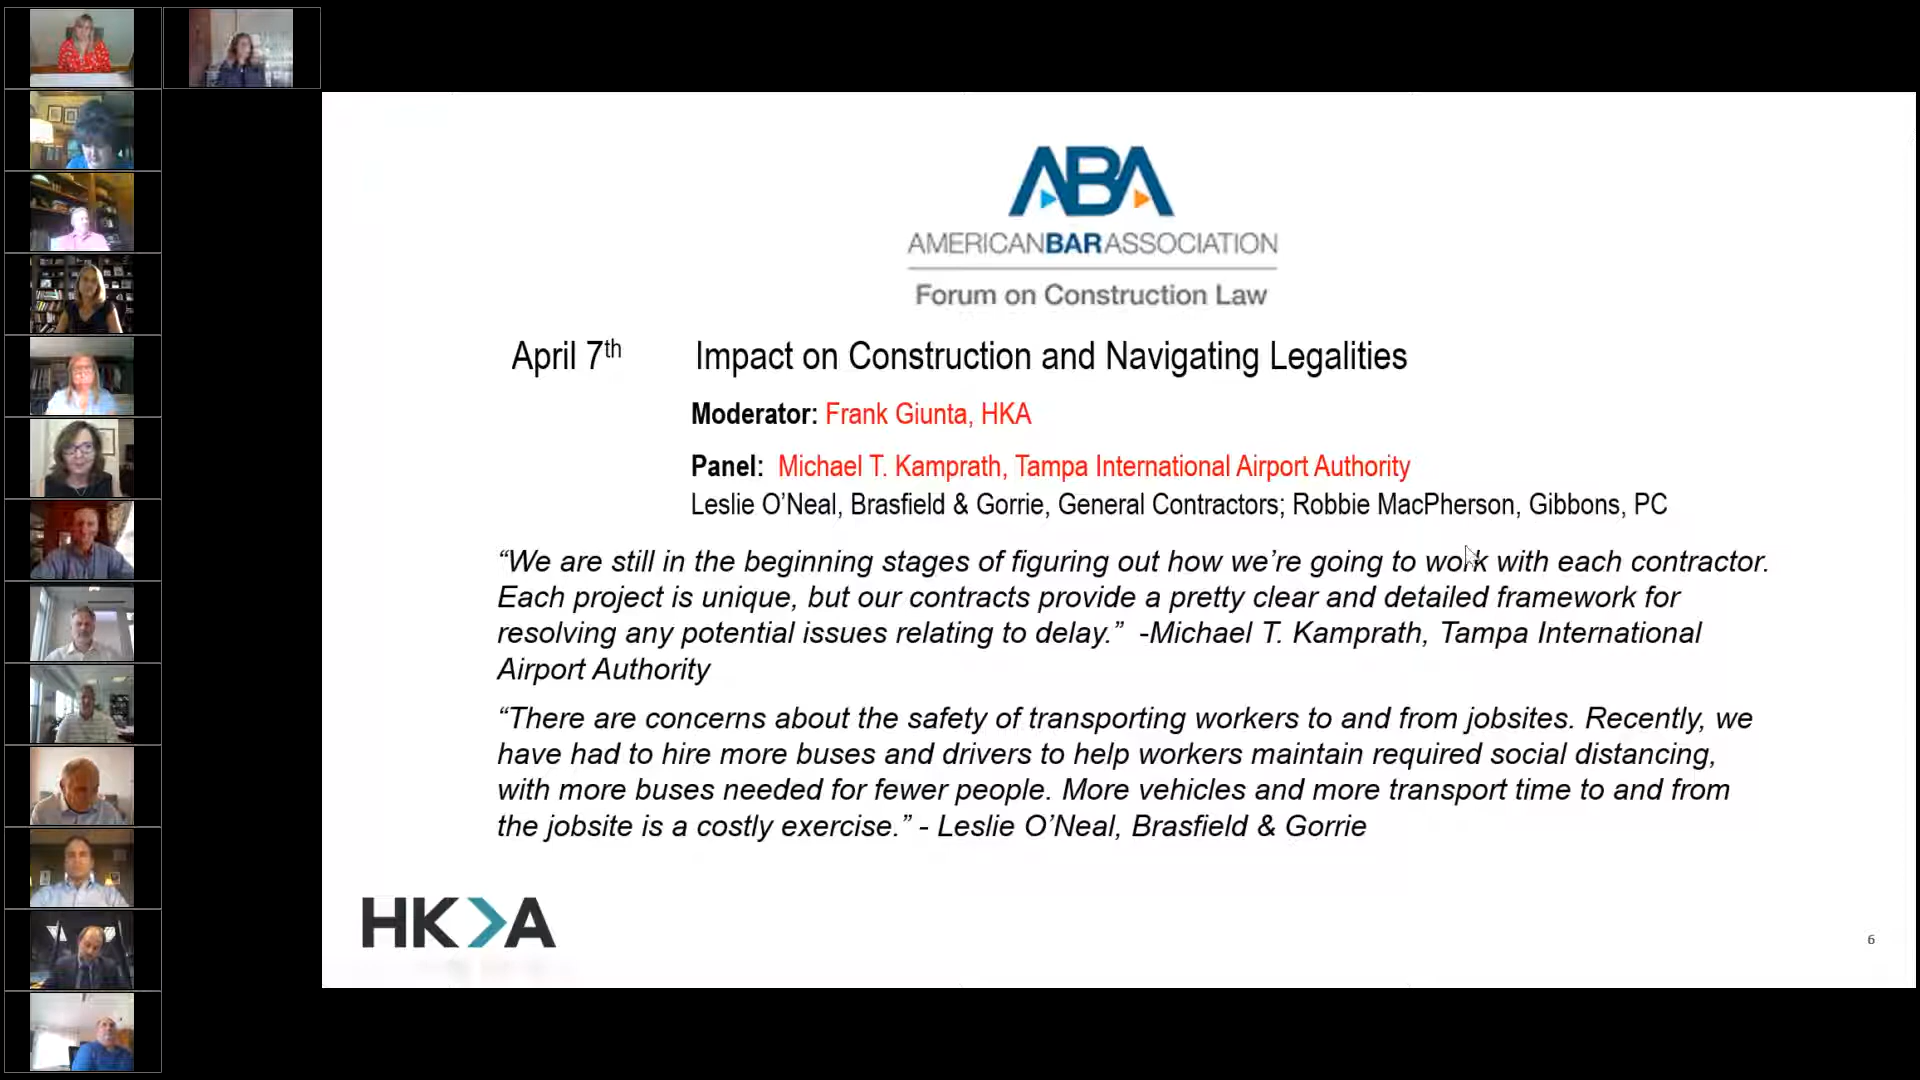 ABA
AMERICANBARASSOCIATION
Forum on Construction Law
April 7th Impact on Construction and Navigating Legalities
Moderator: Frank Giunta, HKA
Panel: Michael T. Kamprath, Tampa International Airport Authority
Leslie O’Neal, Brasfield & Gorrie, General Contractors; Robbie MacPherson, Gibbons, PC
“We are still in the beginning stages of figuring out how we’re going to work with each contractor.
Each project is unique, but our contracts provide a pretty clear and detailed framework for
resolving any potential issues relating to delay.” -Michael T. Kamprath, Tampa International
Airport Authority
“There are concerns about the safety of transporting workers to and from jobsites. Recently, we
have had to hire more buses and drivers to help workers maintain required social distancing,
with more buses needed for fewer people. More vehicles and more transport time to and from
the jobsite is a costly exercise.” - Leslie O’Neal, Brasfield & Gorrie
HKA
6